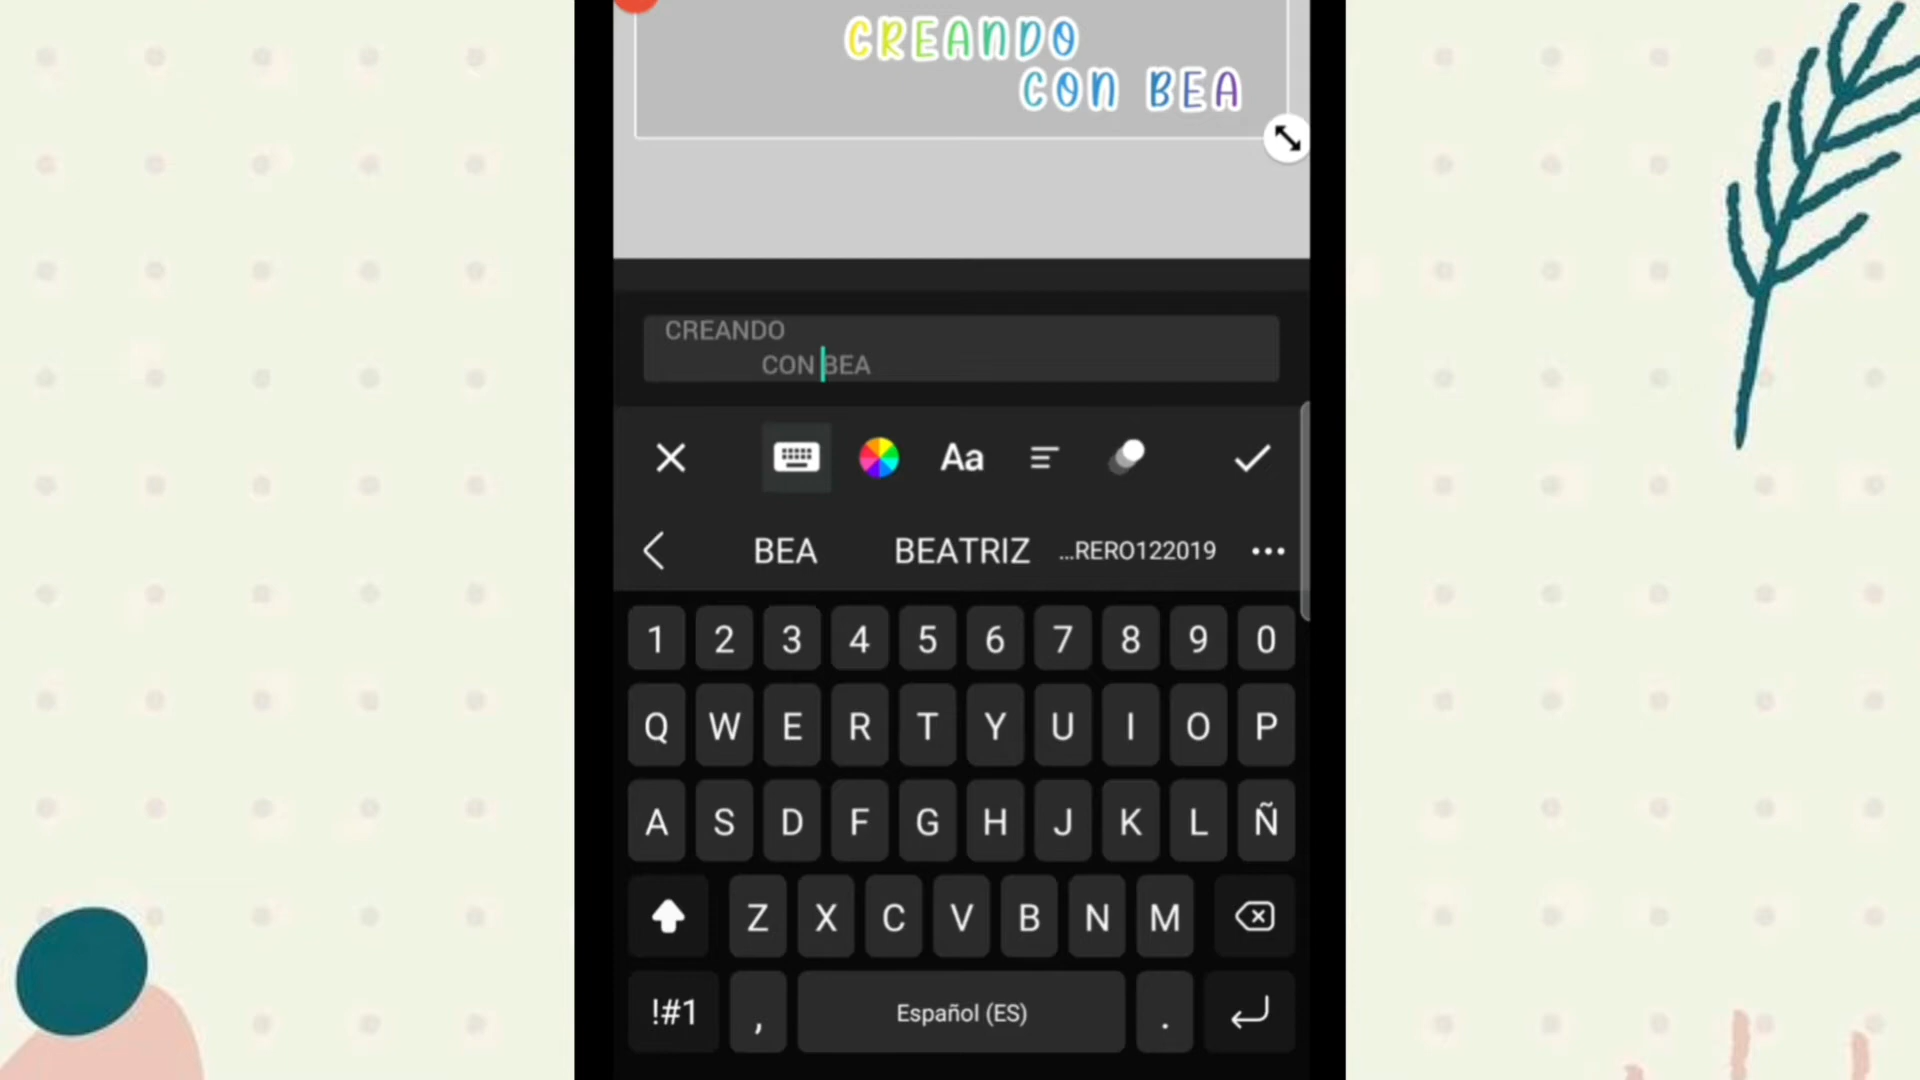 CREANDO
CON BEA
CREANDO
CON BEA
Aa
BEA BEATRIZ ...RERO122019
1 2 3 4 5 6 7 8 9 0
Q W E R T Y U I O P
A S D F G H J K L Ñ
Z X C V B N M
!#1 , Español (ES) .